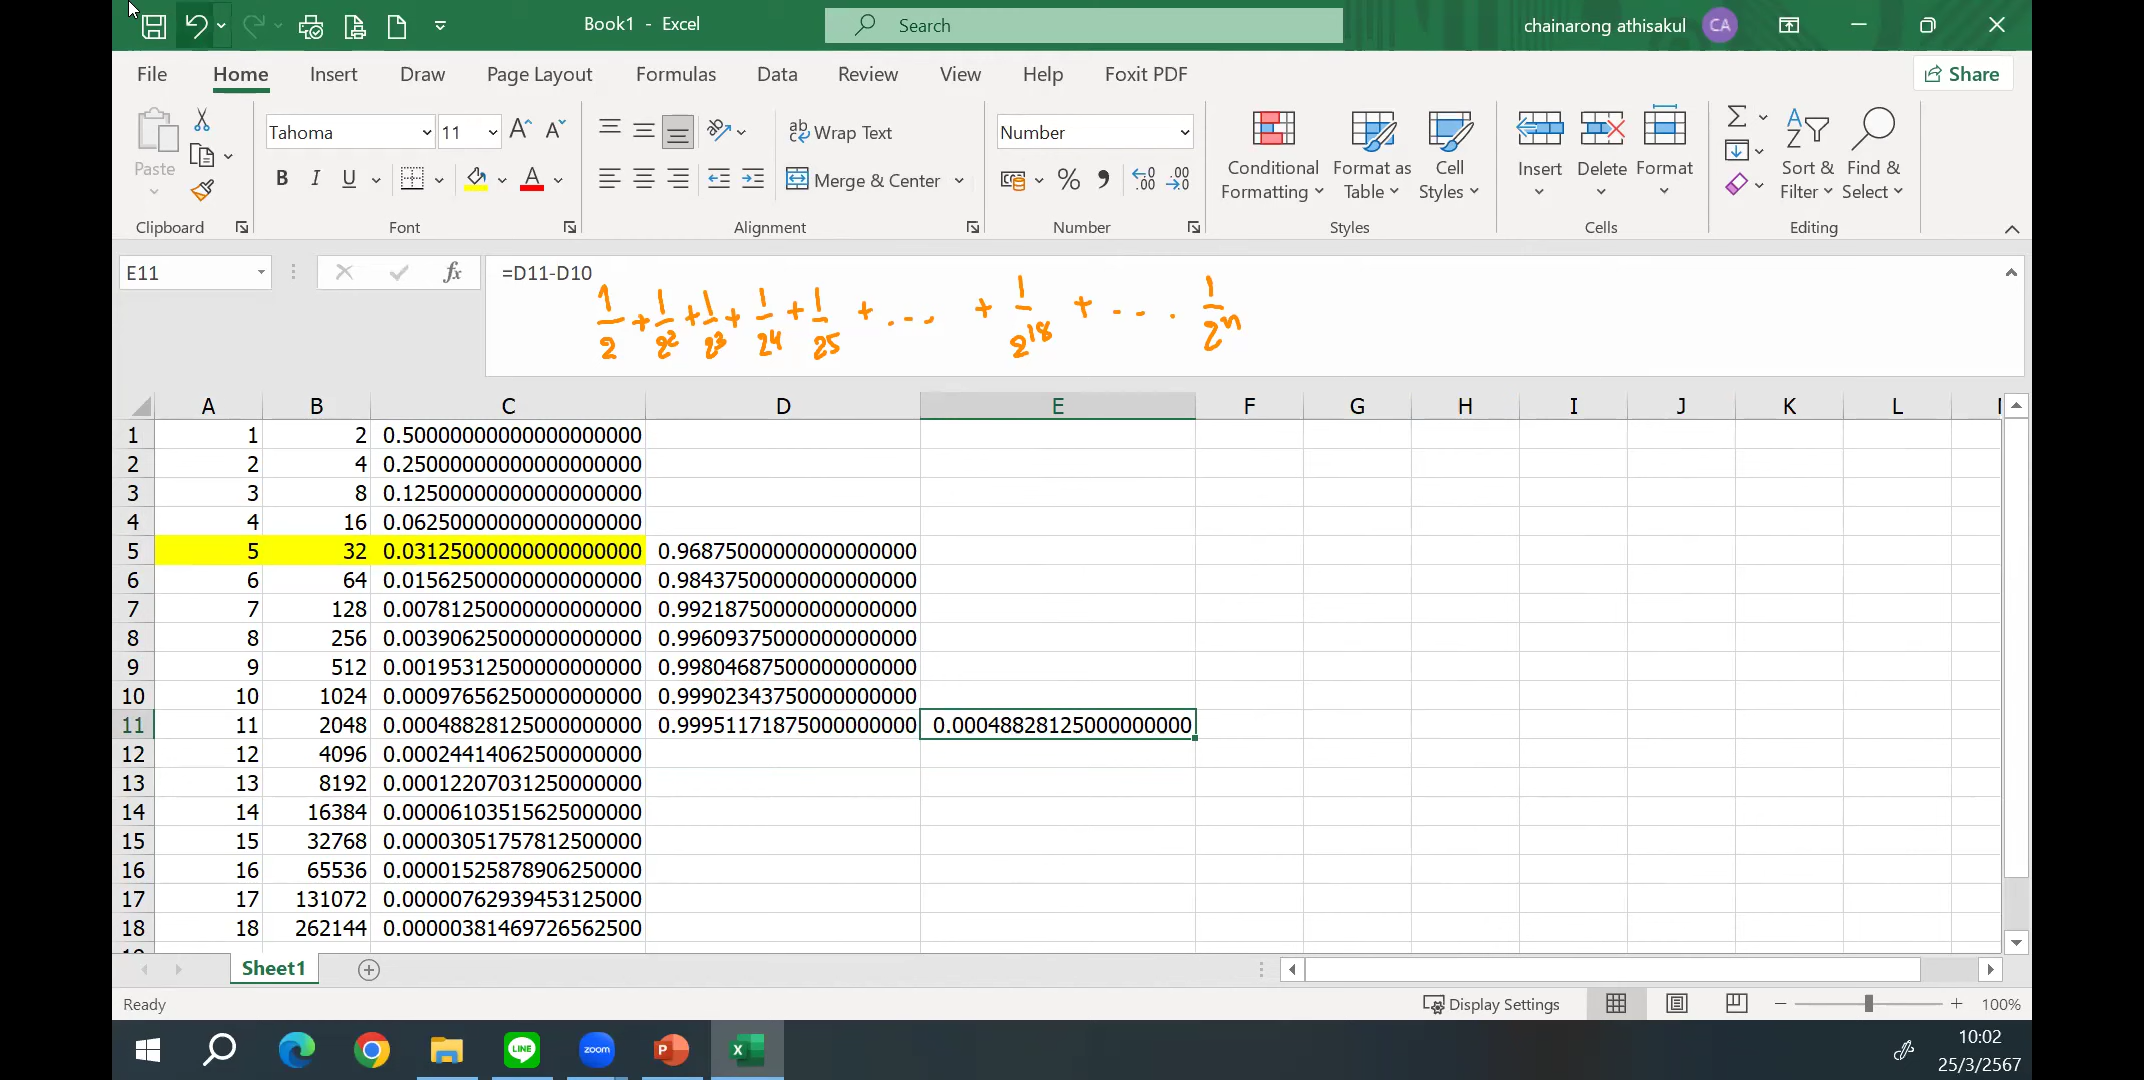 Book1 - Excel
Search
chainarong athisakul CA
File Home Insert Draw Page Layout Formulas Data Review View Help Foxit PDF
Share
Tahoma 11 Wrap Text Number
Paste B I U Merge & Center % , .00
Conditional Formatting Format as Table Cell Styles Insert Delete Format Sort & Filter Find & Select
Clipboard Font Alignment Number Styles Cells Editing
E11 fx =D11-D10
1/2 + 1/2² + 1/2³ + 1/2⁴ + 1/2⁵ + ... + 1/2¹⁸ + .... 1/2ⁿ
A B C D E F G H I J K L
1 1 2 0.50000000000000000000
2 2 4 0.25000000000000000000
3 3 8 0.12500000000000000000
4 4 16 0.06250000000000000000
5 5 32 0.03125000000000000000 0.96875000000000000000
6 6 64 0.01562500000000000000 0.98437500000000000000
7 7 128 0.00781250000000000000 0.99218750000000000000
8 8 256 0.00390625000000000000 0.99609375000000000000
9 9 512 0.00195312500000000000 0.99804687500000000000
10 10 1024 0.00097656250000000000 0.99902343750000000000
11 11 2048 0.00048828125000000000 0.99951171875000000000 0.00048828125000000000
12 12 4096 0.00024414062500000000
13 13 8192 0.00012207031250000000
14 14 16384 0.00006103515625000000
15 15 32768 0.00003051757812500000
16 16 65536 0.00001525878906250000
17 17 131072 0.00000762939453125000
18 18 262144 0.00000381469726562500
Sheet1
Ready Display Settings 100%
LINE zoom P X
10:02
25/3/2567